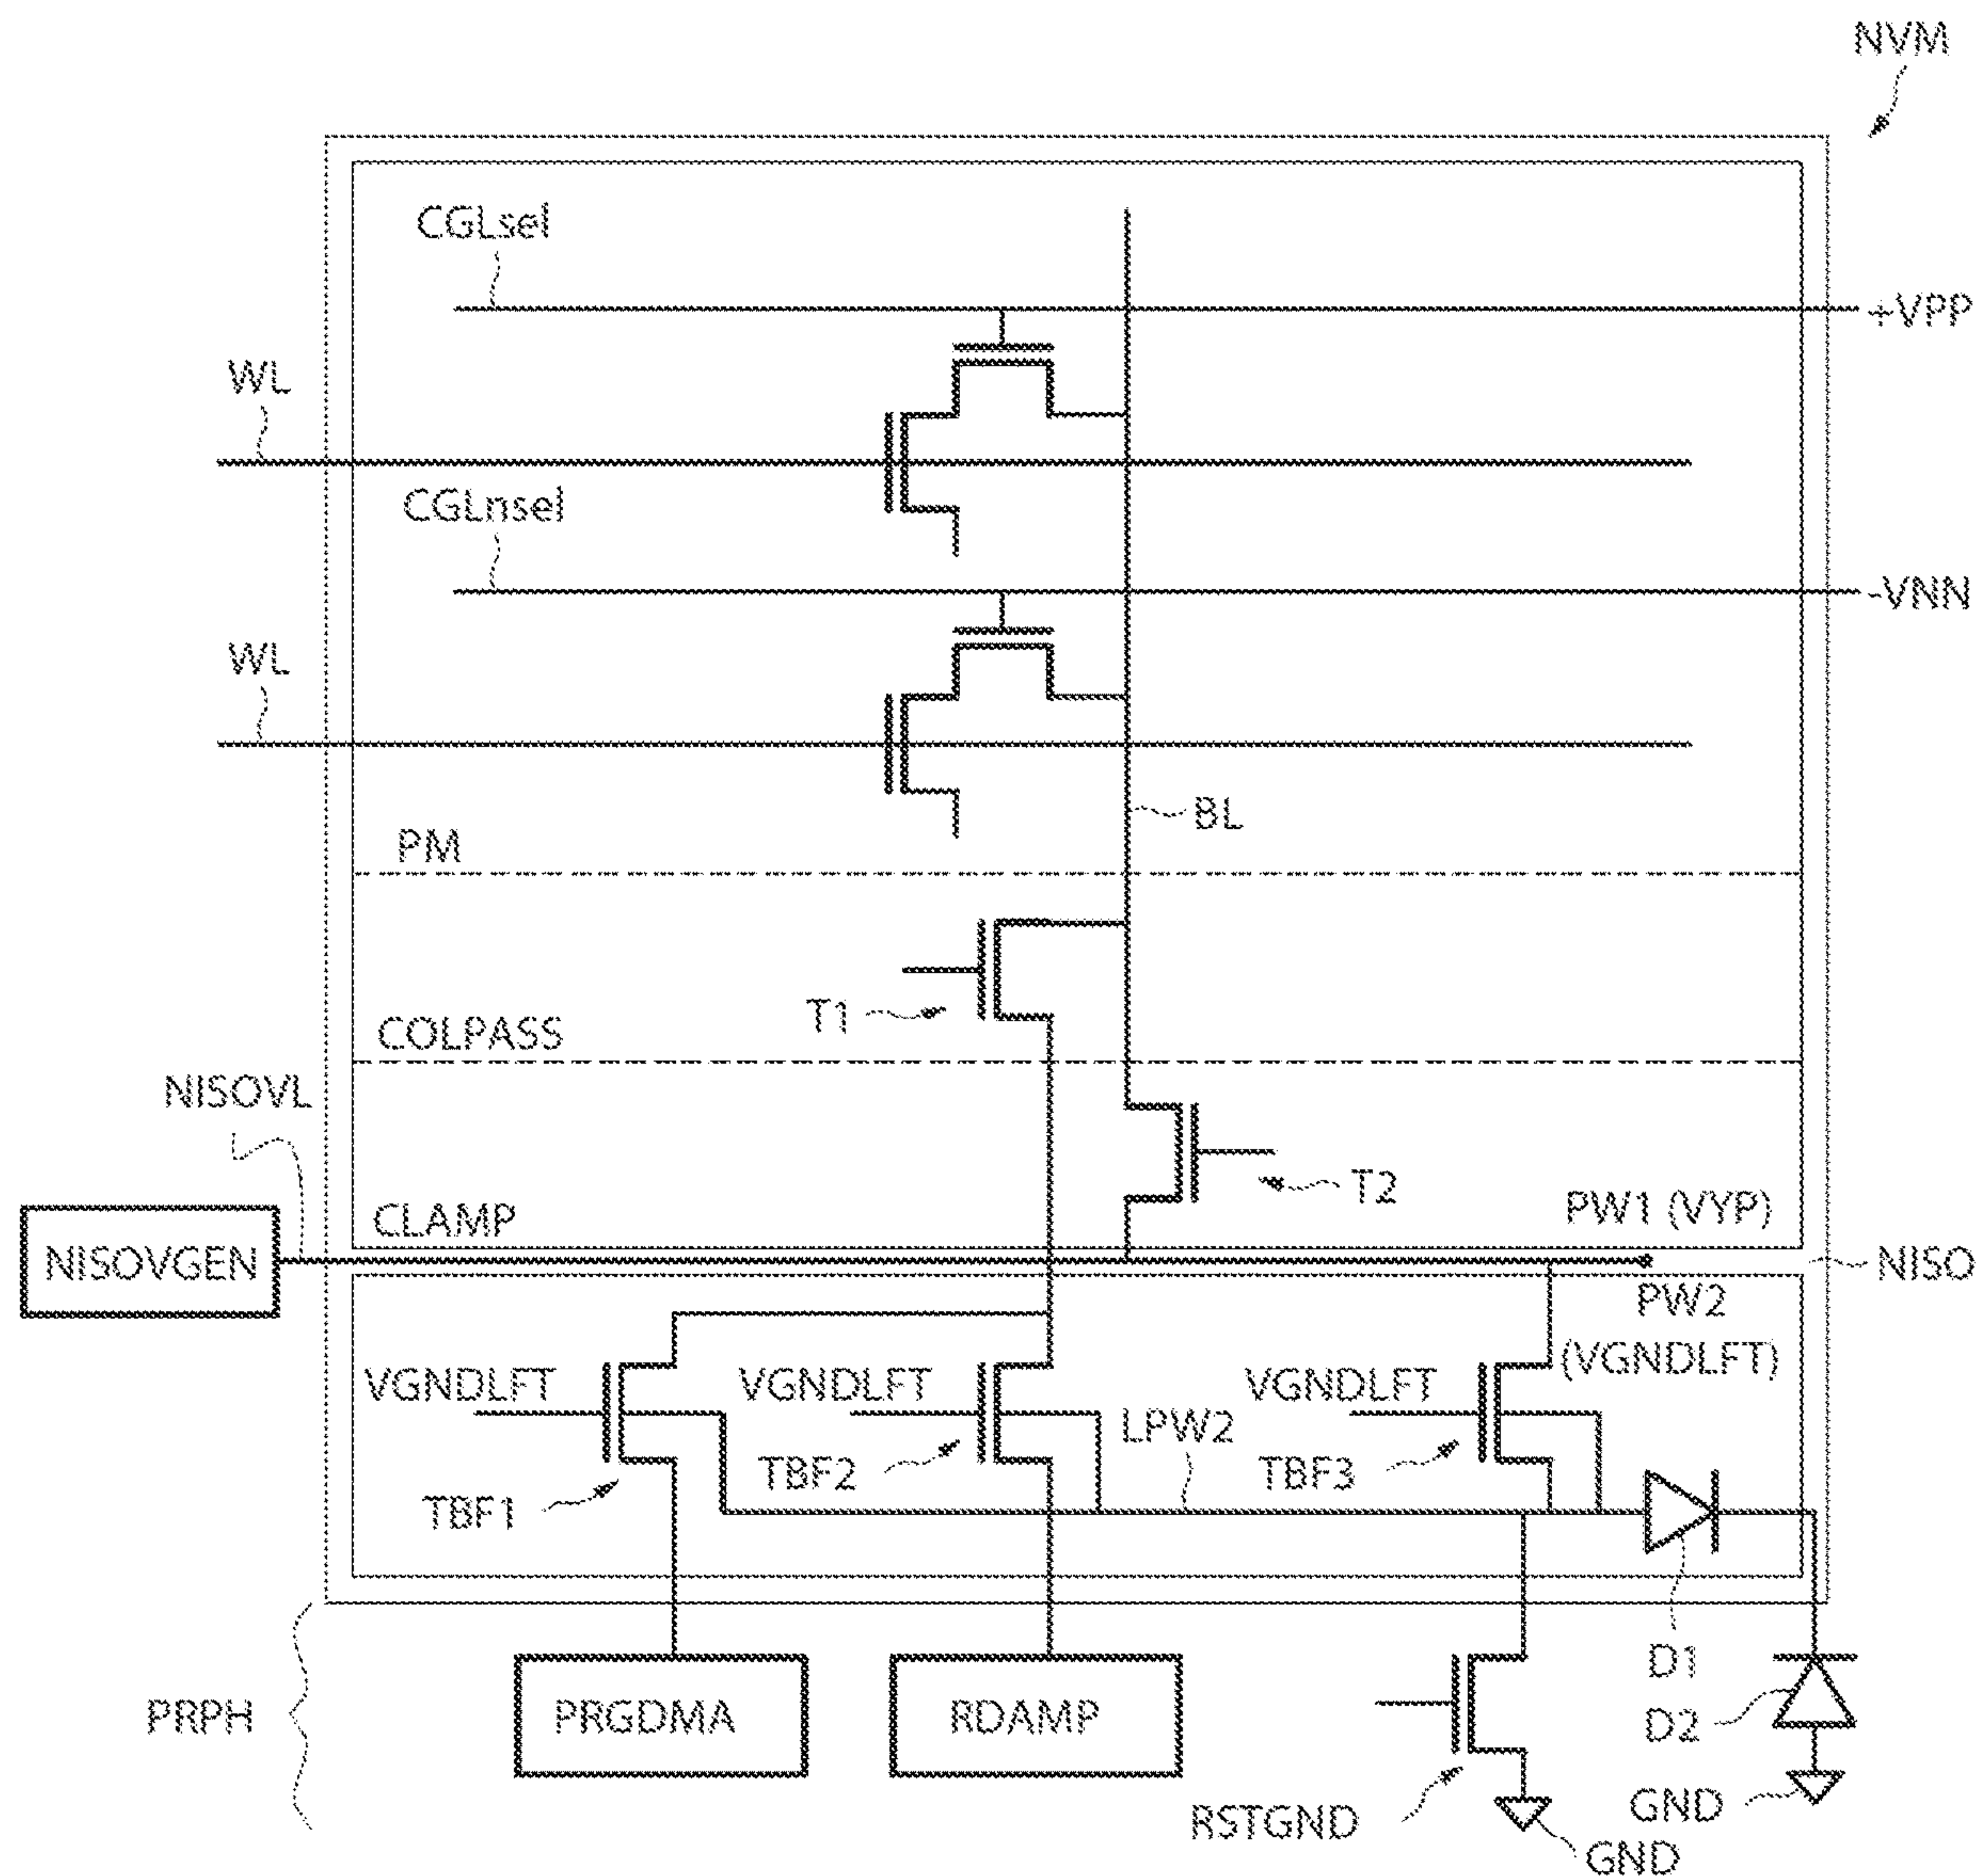 NVM
CGLsel
+VPP
WL
CGLnsel
-VNN
WL
BL
PM
T1
COLPASS
NISOVL
T2
CLAMP
PW1 (VYP)
NISOVGEN
NISO
PW2
(VGNDLFT)
VGNDLFT
VGNDLFT
VGNDLFT
LPW2
TBF1
TBF2
TBF3
D1
PRPH
PRGDMA
RDAMP
D2
RSTGND
GND
GND